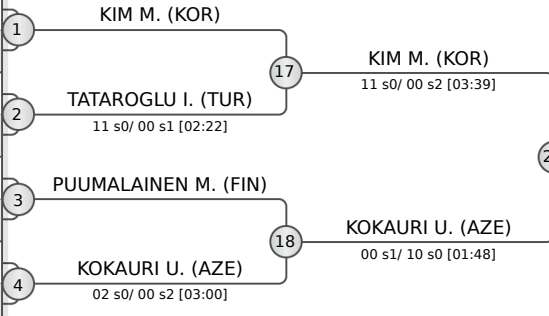 KIM M. (KOR)
1
17
KIM M. (KOR)
11 s0/ 00 s2 [03:39]
TATAROGLU I. (TUR)
2
11 s0/ 00 s1 [02:22]
2
PUUMALAINEN M. (FIN)
3
18
KOKAURI U. (AZE)
00 s1/ 10 s0 [01:48]
KOKAURI U. (AZE)
4
02 s0/ 00 s2 [03:00]